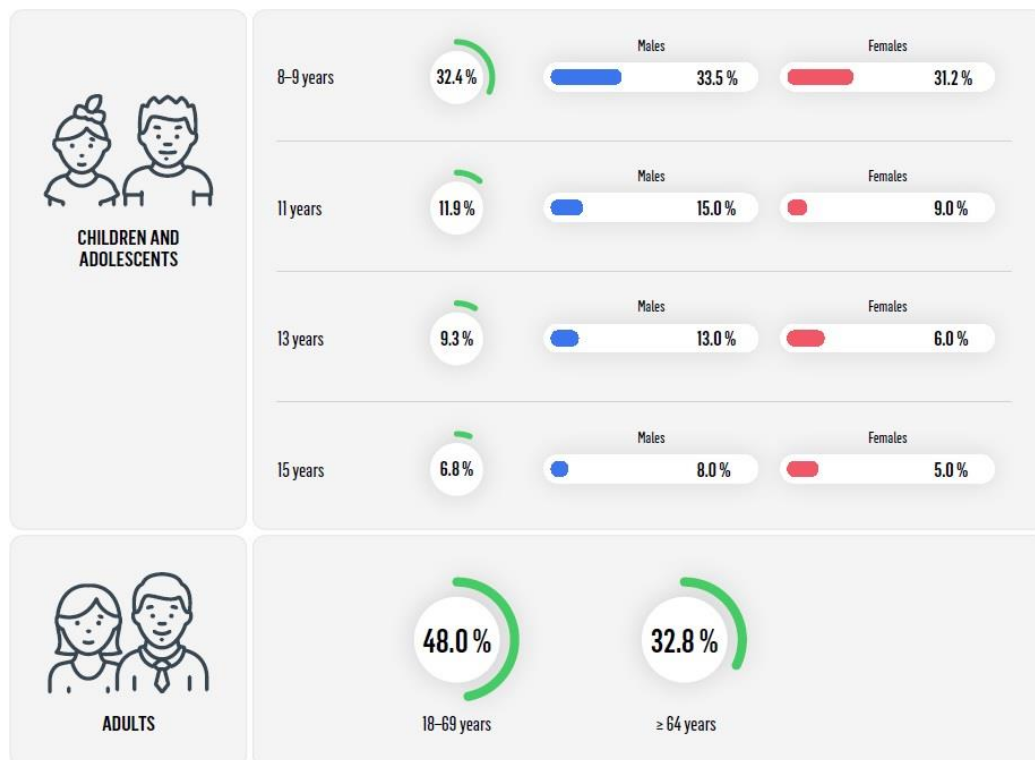 CHILDREN AND
ADOLESCENTS
8–9 years
32.4 %
Males
33.5 %
Females
31.2 %
11 years
11.9 %
Males
15.0 %
Females
9.0 %
13 years
9.3 %
Males
13.0 %
Females
6.0 %
15 years
6.8 %
Males
8.0 %
Females
5.0 %
ADULTS
48.0 %
18–69 years
32.8 %
≥ 64 years